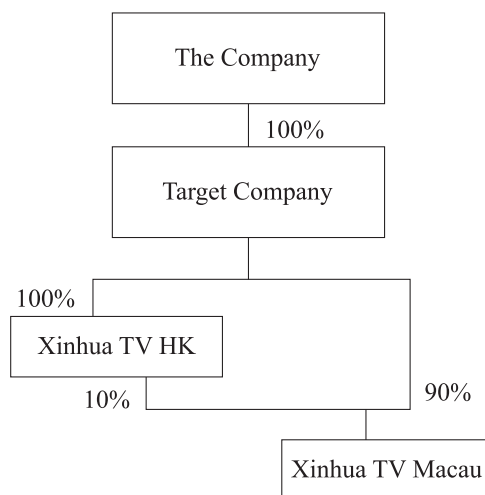 The Company
100%
Target Company
100%
Xinhua TV HK
10%
90%
Xinhua TV Macau